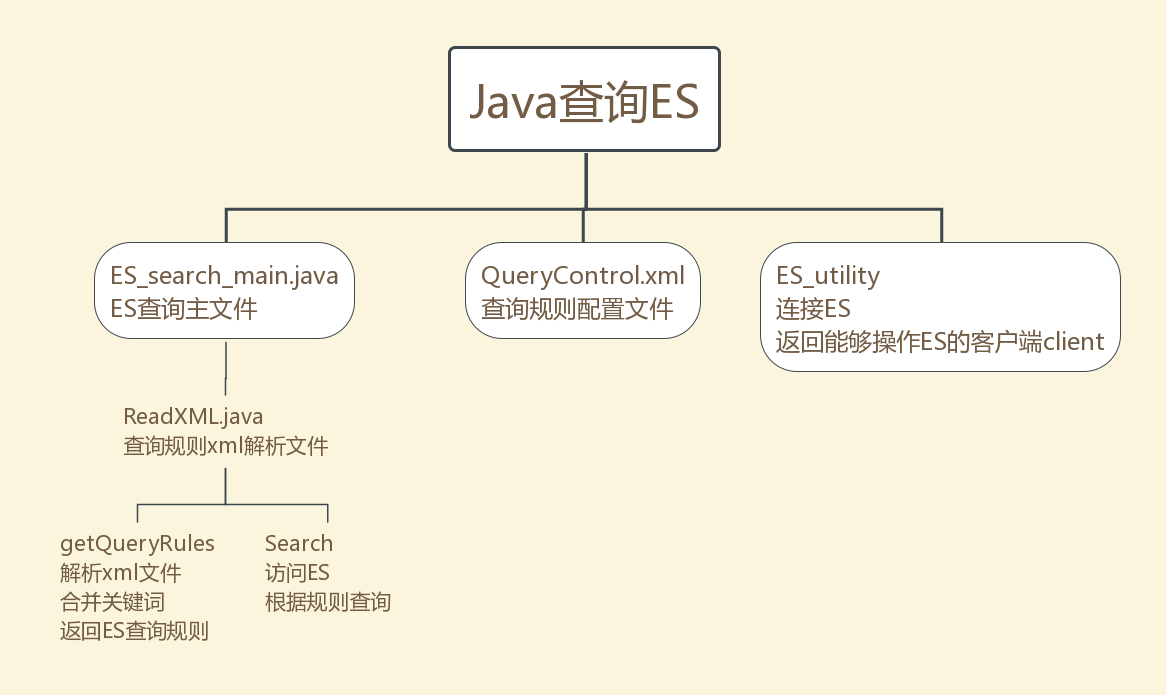 Java查询ES
ES_search_main.java
ES查询主文件
QueryControl.xml
查询规则配置文件
ES_utility
连接ES
返回能够操作ES的客户端client
ReadXML.java
查询规则xml解析文件
getQueryRules
解析xml文件
合并关键词
返回ES查询规则
Search
访问ES
根据规则查询